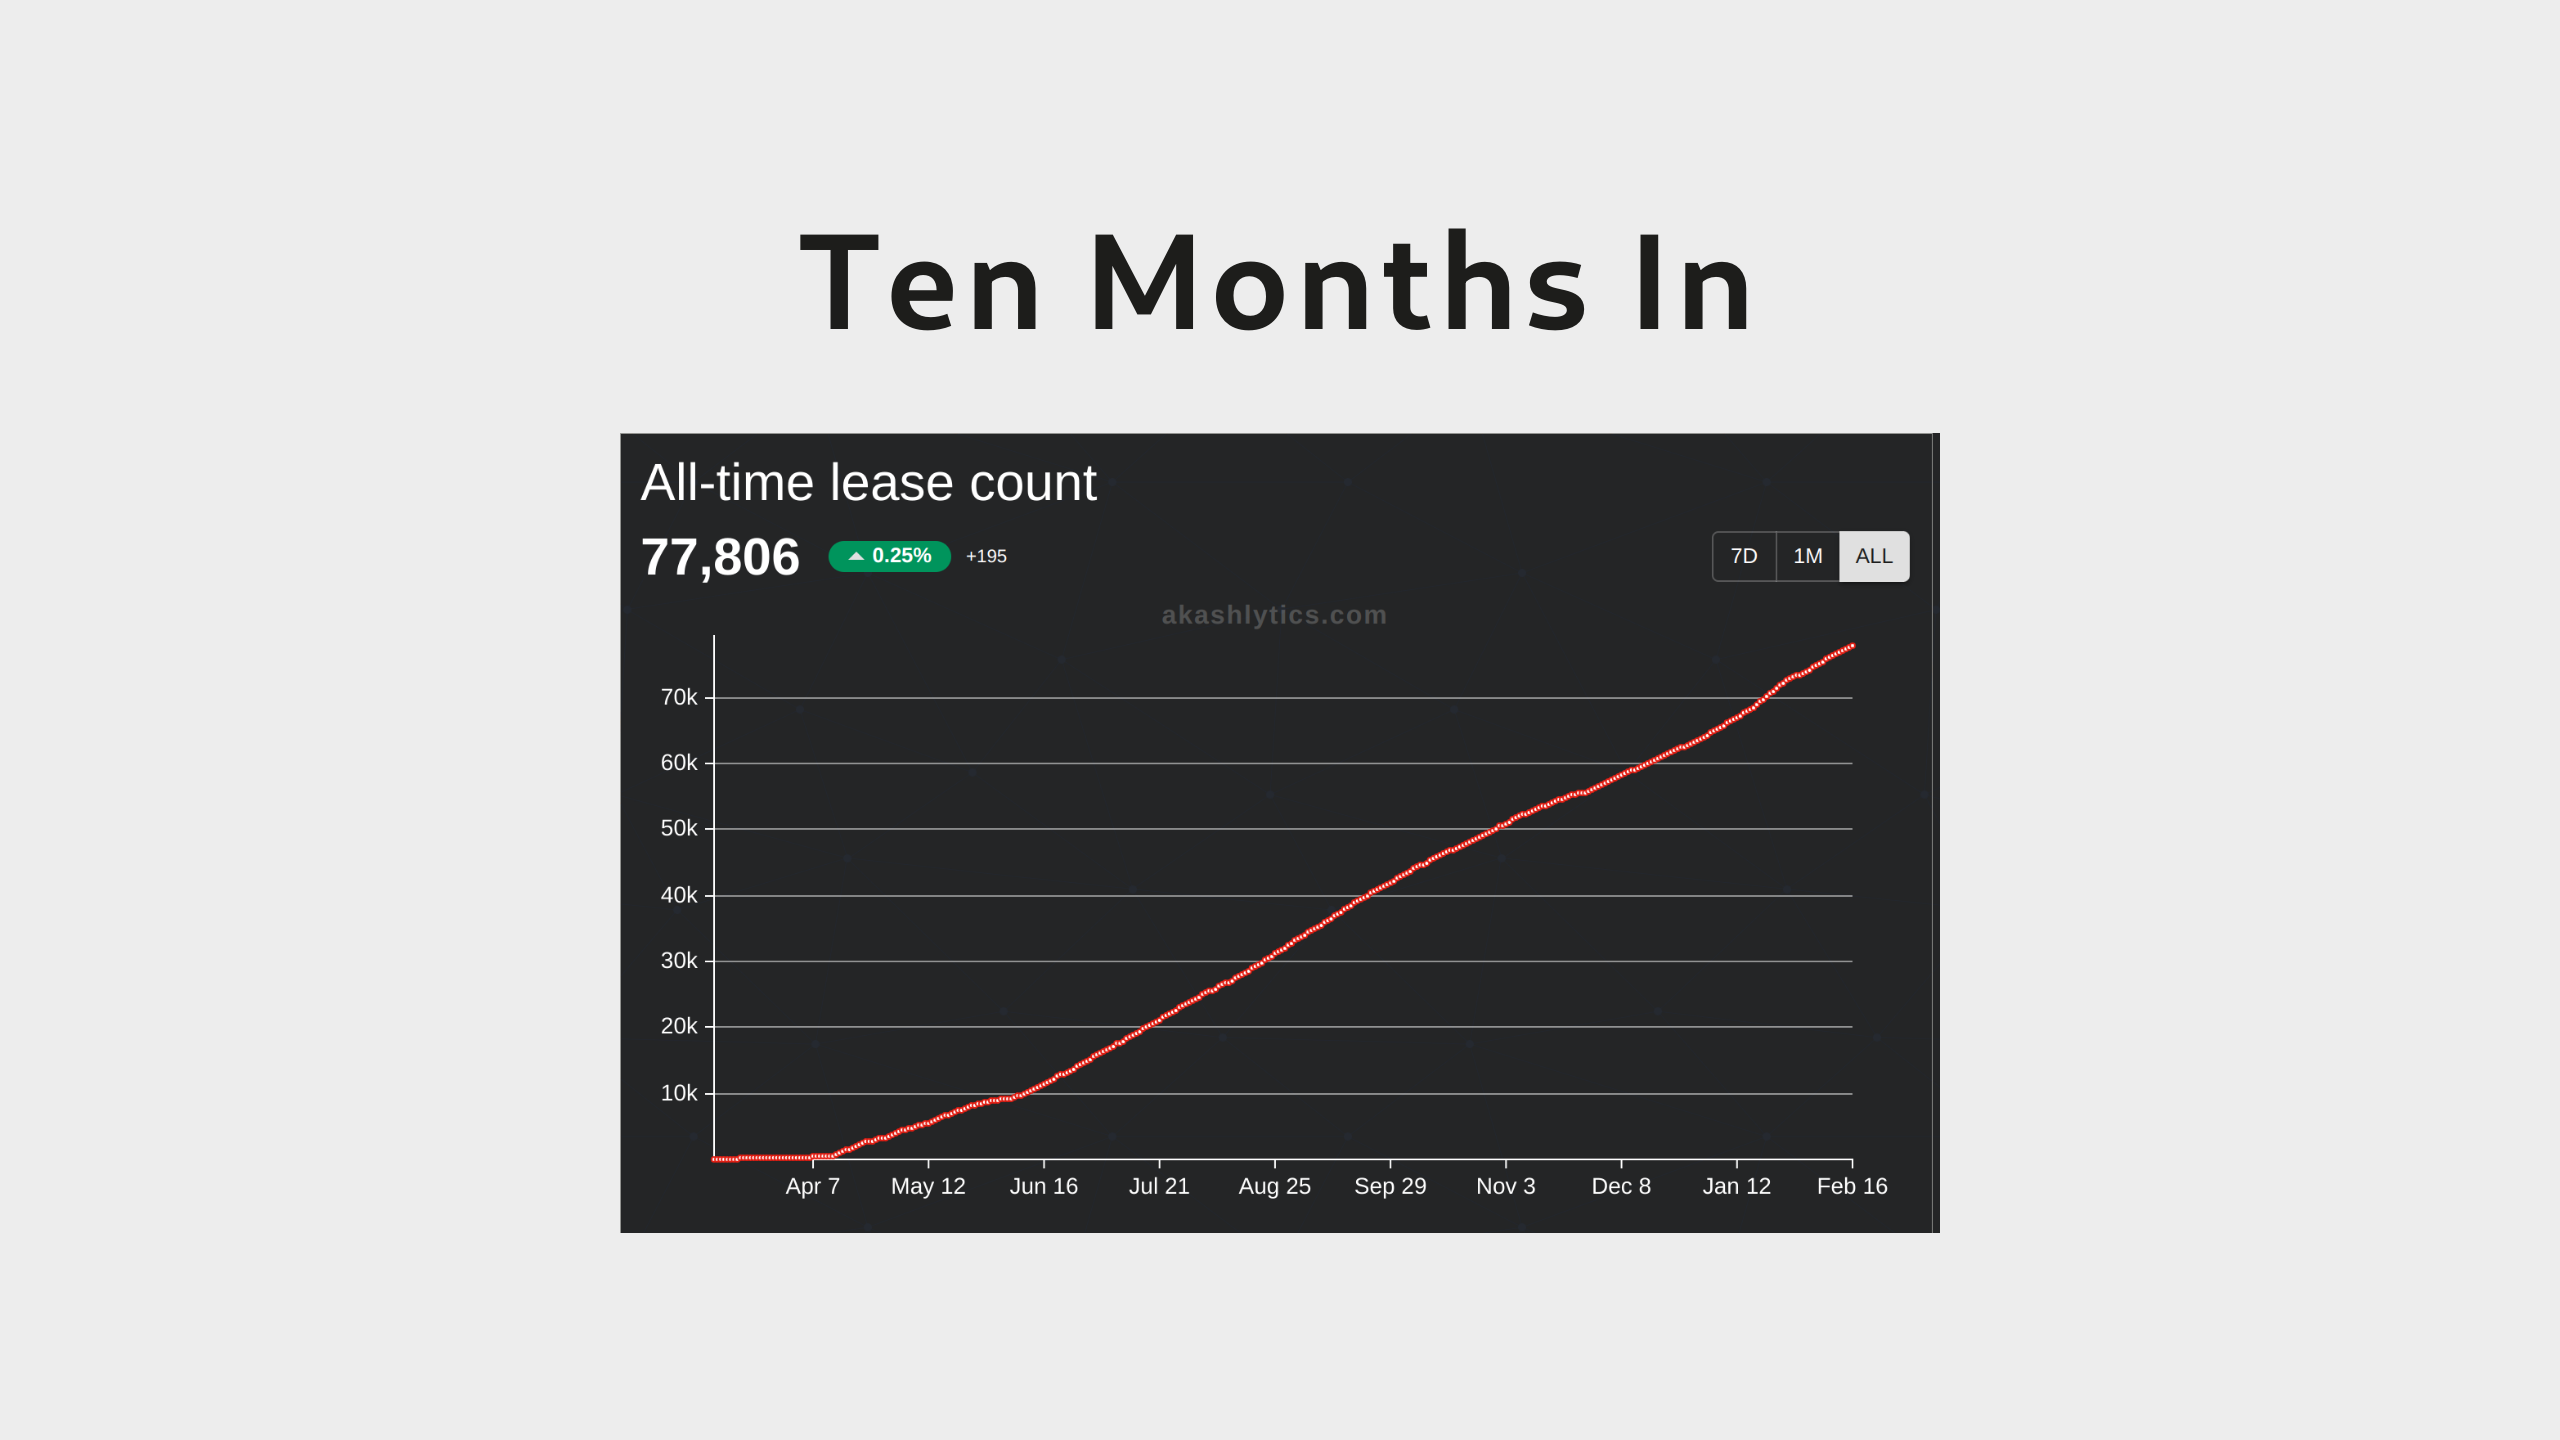 Ten Months In
All-time lease count
77,806 0.25% +195
7D 1M ALL
akashlytics.com
70k
60k
50k
40k
30k
20k
10k
Apr 7 May 12 Jun 16 Jul 21 Aug 25 Sep 29 Nov 3 Dec 8 Jan 12 Feb 16